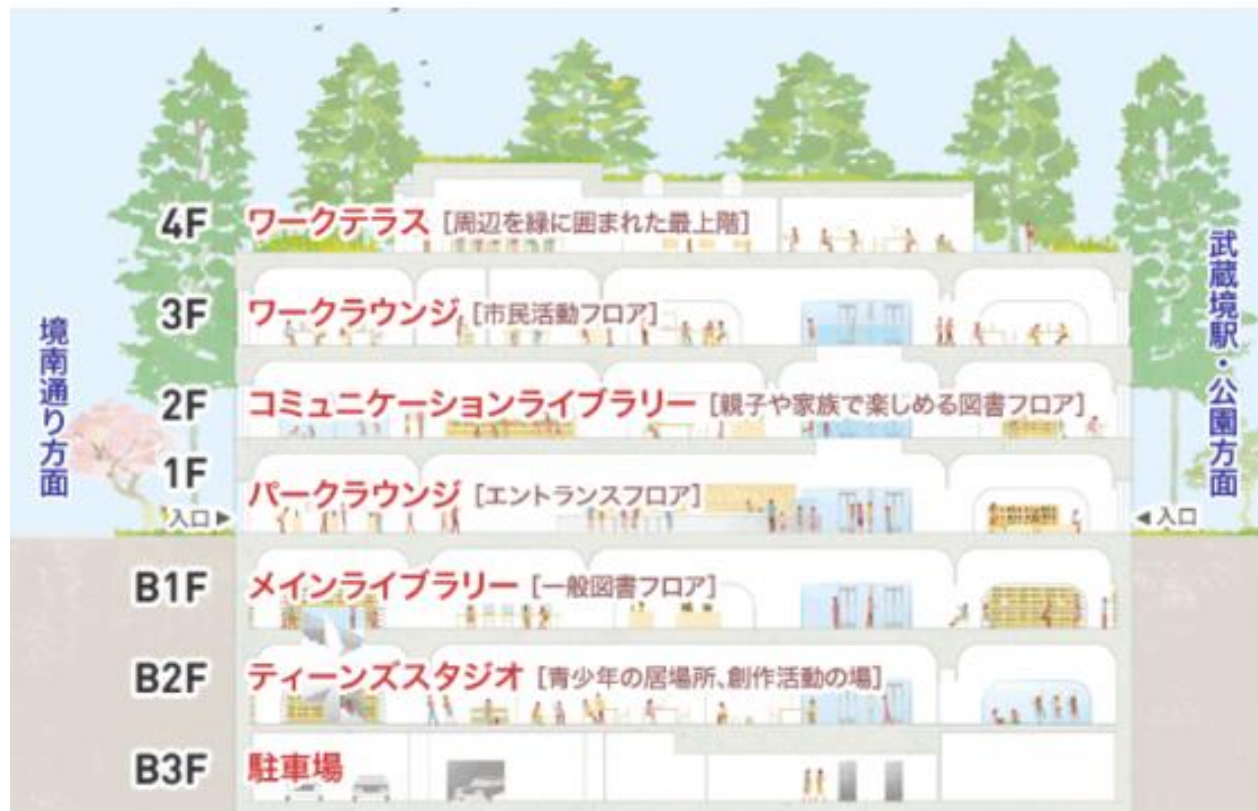 4F ワークテラス [周辺を緑に囲まれた最上階]
3F ワークラウンジ [市民活動フロア]
2F コミュニケーションライブラリー [親子や家族で楽しめる図書フロア]
1F パークラウンジ [エントランスフロア]
入口▶
◀入口
B1F メインライブラリー [一般図書フロア]
B2F ティーンズスタジオ [青少年の居場所、創作活動の場]
B3F 駐車場
境南通り方面
武蔵境駅・公園方面